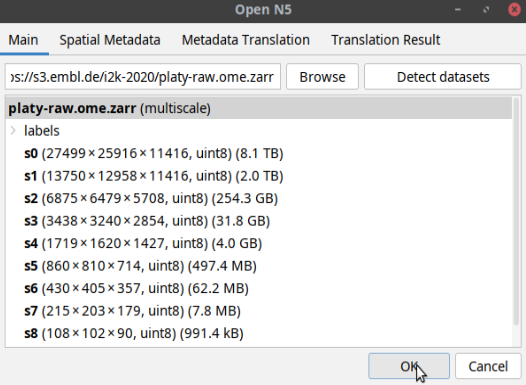 Open N5
Main Spatial Metadata Metadata Translation Translation Result
ps://s3.embl.de/i2k-2020/platy-raw.ome.zarr Browse Detect datasets
platy-raw.ome.zarr (multiscale)
labels
s0 (27499×25916×11416, uint8) (8.1 TB)
s1 (13750×12958×11416, uint8) (2.0 TB)
s2 (6875×6479×5708, uint8) (254.3 GB)
s3 (3438×3240×2854, uint8) (31.8 GB)
s4 (1719×1620×1427, uint8) (4.0 GB)
s5 (860×810×714, uint8) (497.4 MB)
s6 (430×405×357, uint8) (62.2 MB)
s7 (215×203×179, uint8) (7.8 MB)
s8 (108×102×90, uint8) (991.4 kB)
OK Cancel